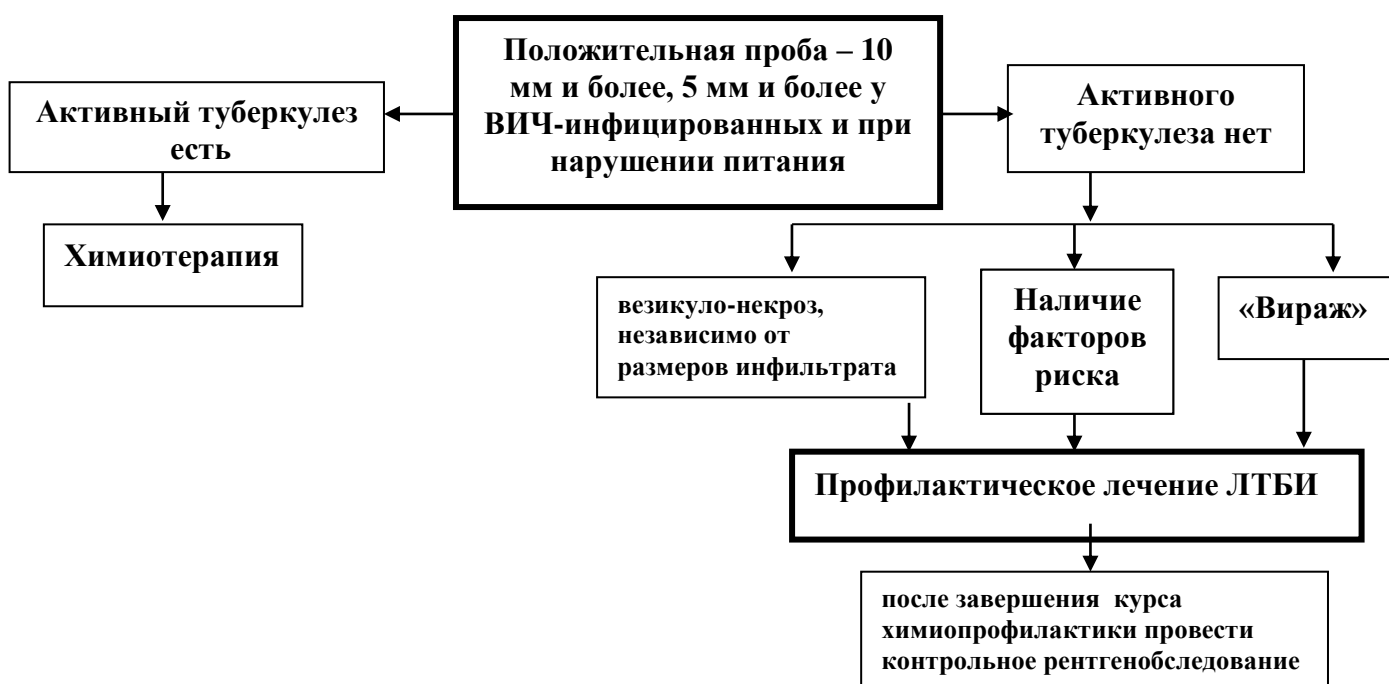 Положительная проба – 10
мм и более, 5 мм и более у
ВИЧ-инфицированных и при
нарушении питания
Активный туберкулез
есть
Активного
туберкулеза нет
Химиотерапия
везикуло-некроз,
независимо от
размеров инфильтрата
Наличие
факторов
риска
«Вираж»
Профилактическое лечение ЛТБИ
после завершения курса
химиопрофилактики провести
контрольное рентгенобследование